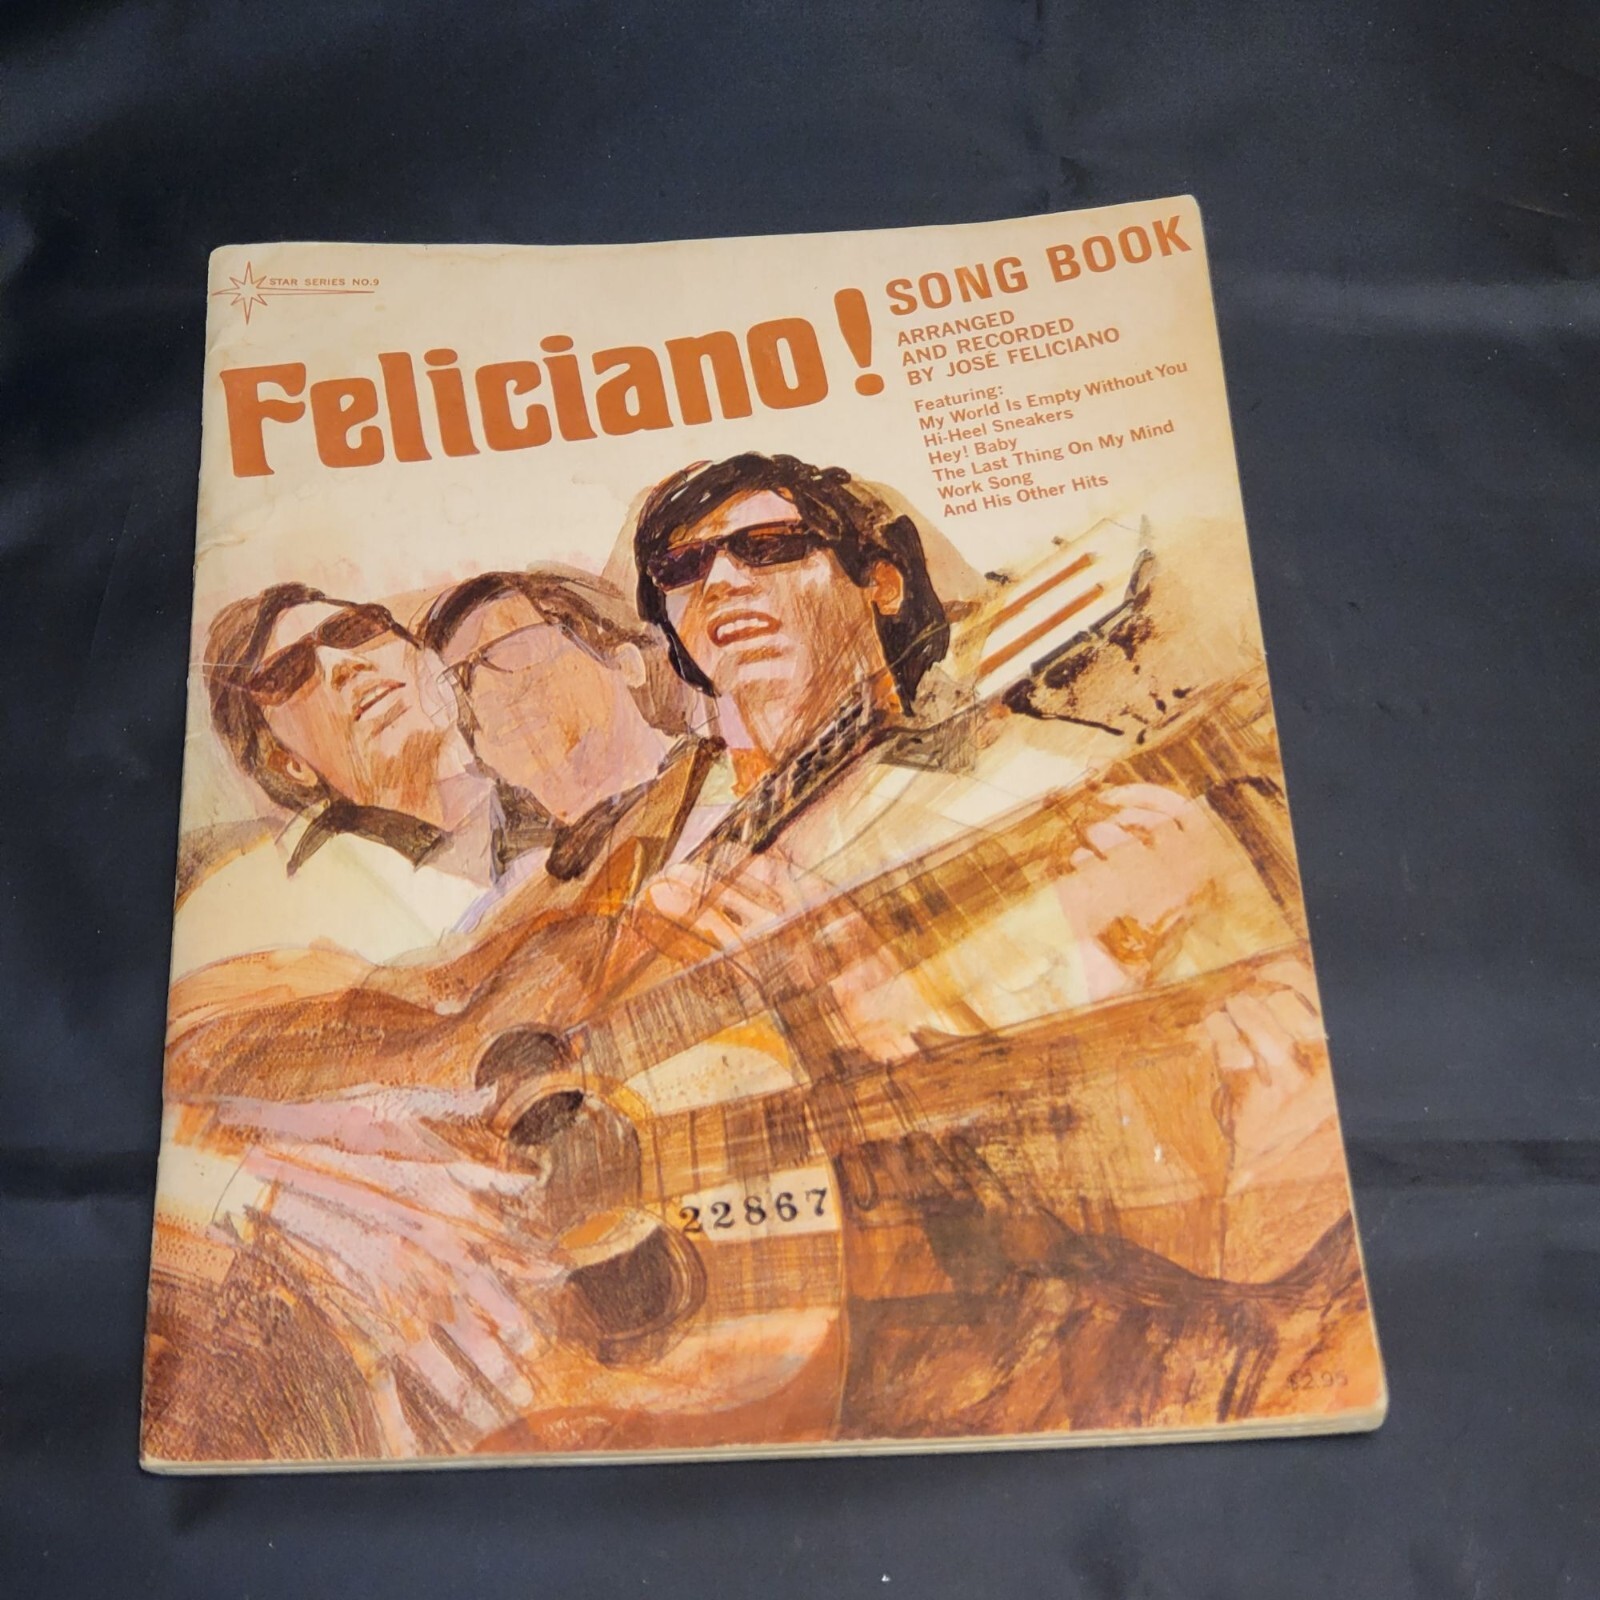 STAR SERIES NO.9
Feliciano!
SONG BOOK
ARRANGED
AND RECORDED
BY JOSÉ FELICIANO
Featuring:
My World Is Empty Without You
Hi-Heel Sneakers
Hey! Baby
The Last Thing On My Mind
Work Song
And His Other Hits
22867
$2.95